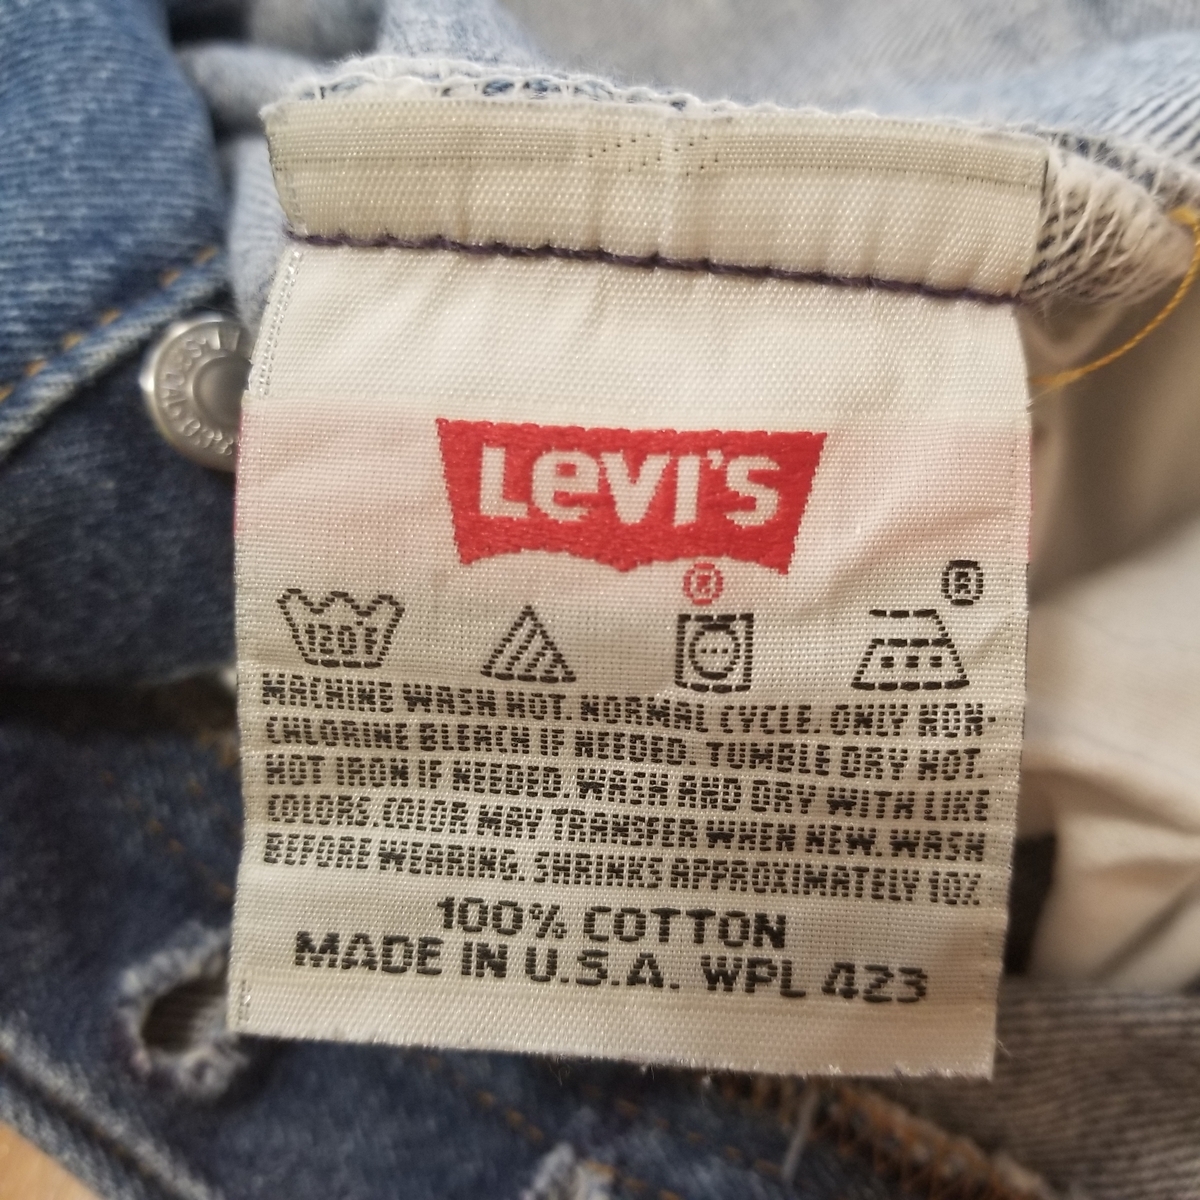 Levi's
®
®
120F
MACHINE WASH HOT. NORMAL CYCLE. ONLY NON-
CHLORINE BLEACH IF NEEDED. TUMBLE DRY HOT.
HOT IRON IF NEEDED. WASH AND DRY WITH LIKE
COLORS. COLOR MAY TRANSFER WHEN NEW. WASH
BEFORE WEARING. SHRINKS APPROXIMATELY 10%
100% COTTON
MADE IN U.S.A. WPL 423